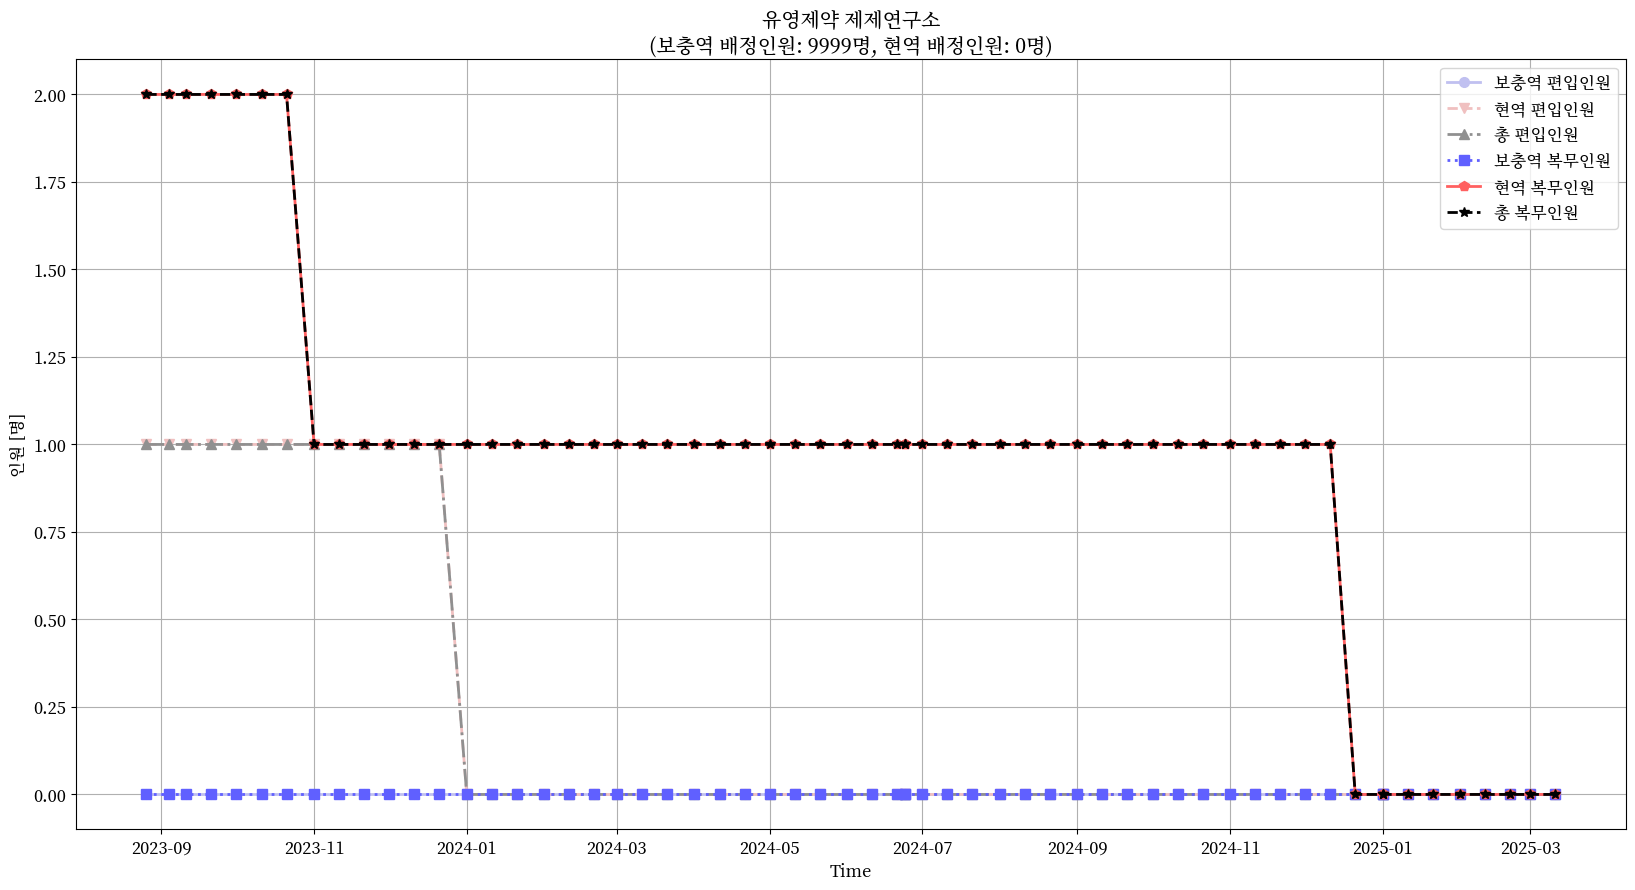 유영제약 제제연구소
(보충역 배정인원: 9999명, 현역 배정인원: 0명)
보충역 편입인원
현역 편입인원
총 편입인원
보충역 복무인원
현역 복무인원
총 복무인원
2.00
1.75
1.50
1.25
1.00
0.75
0.50
0.25
0.00
인원 [명]
2023-09
2023-11
2024-01
2024-03
2024-05
2024-07
2024-09
2024-11
2025-01
2025-03
Time